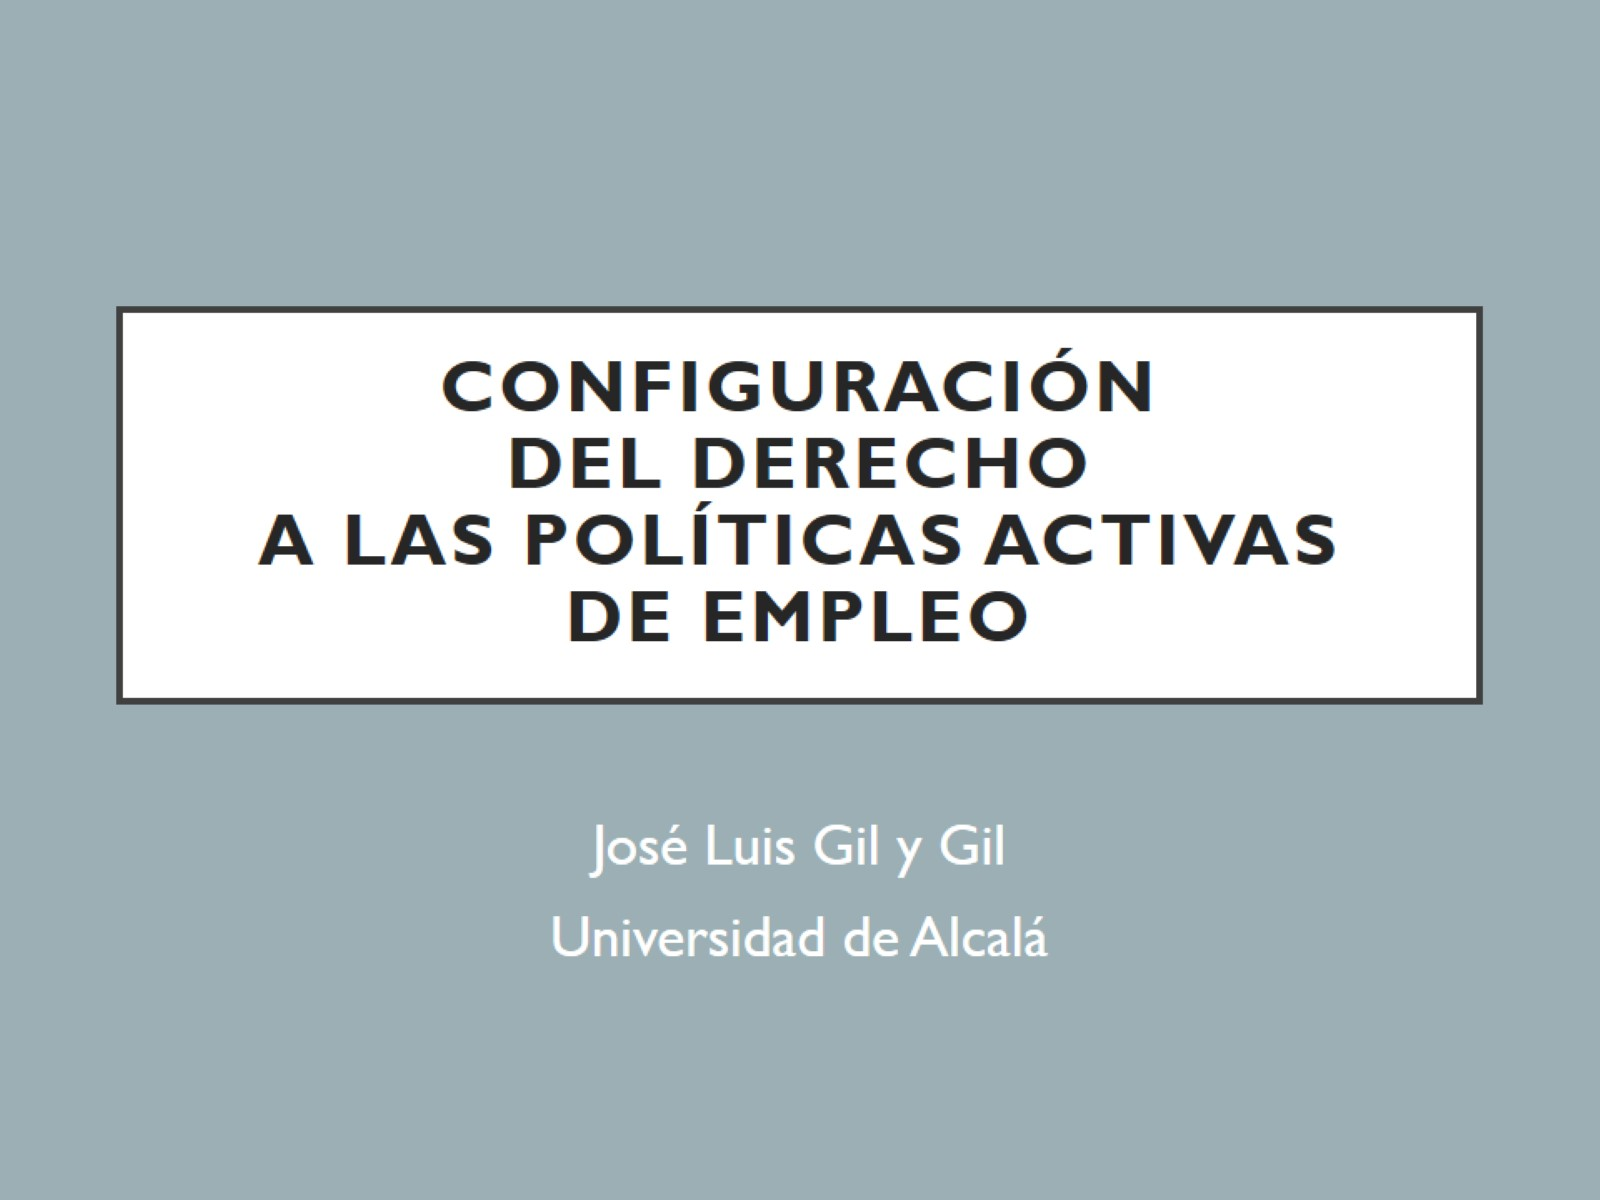 CONFIGURACIÓN
DEL DERECHO
A LAS POLÍTICAS ACTIVAS
DE EMPLEO
José Luis Gil y Gil
Universidad de Alcalá